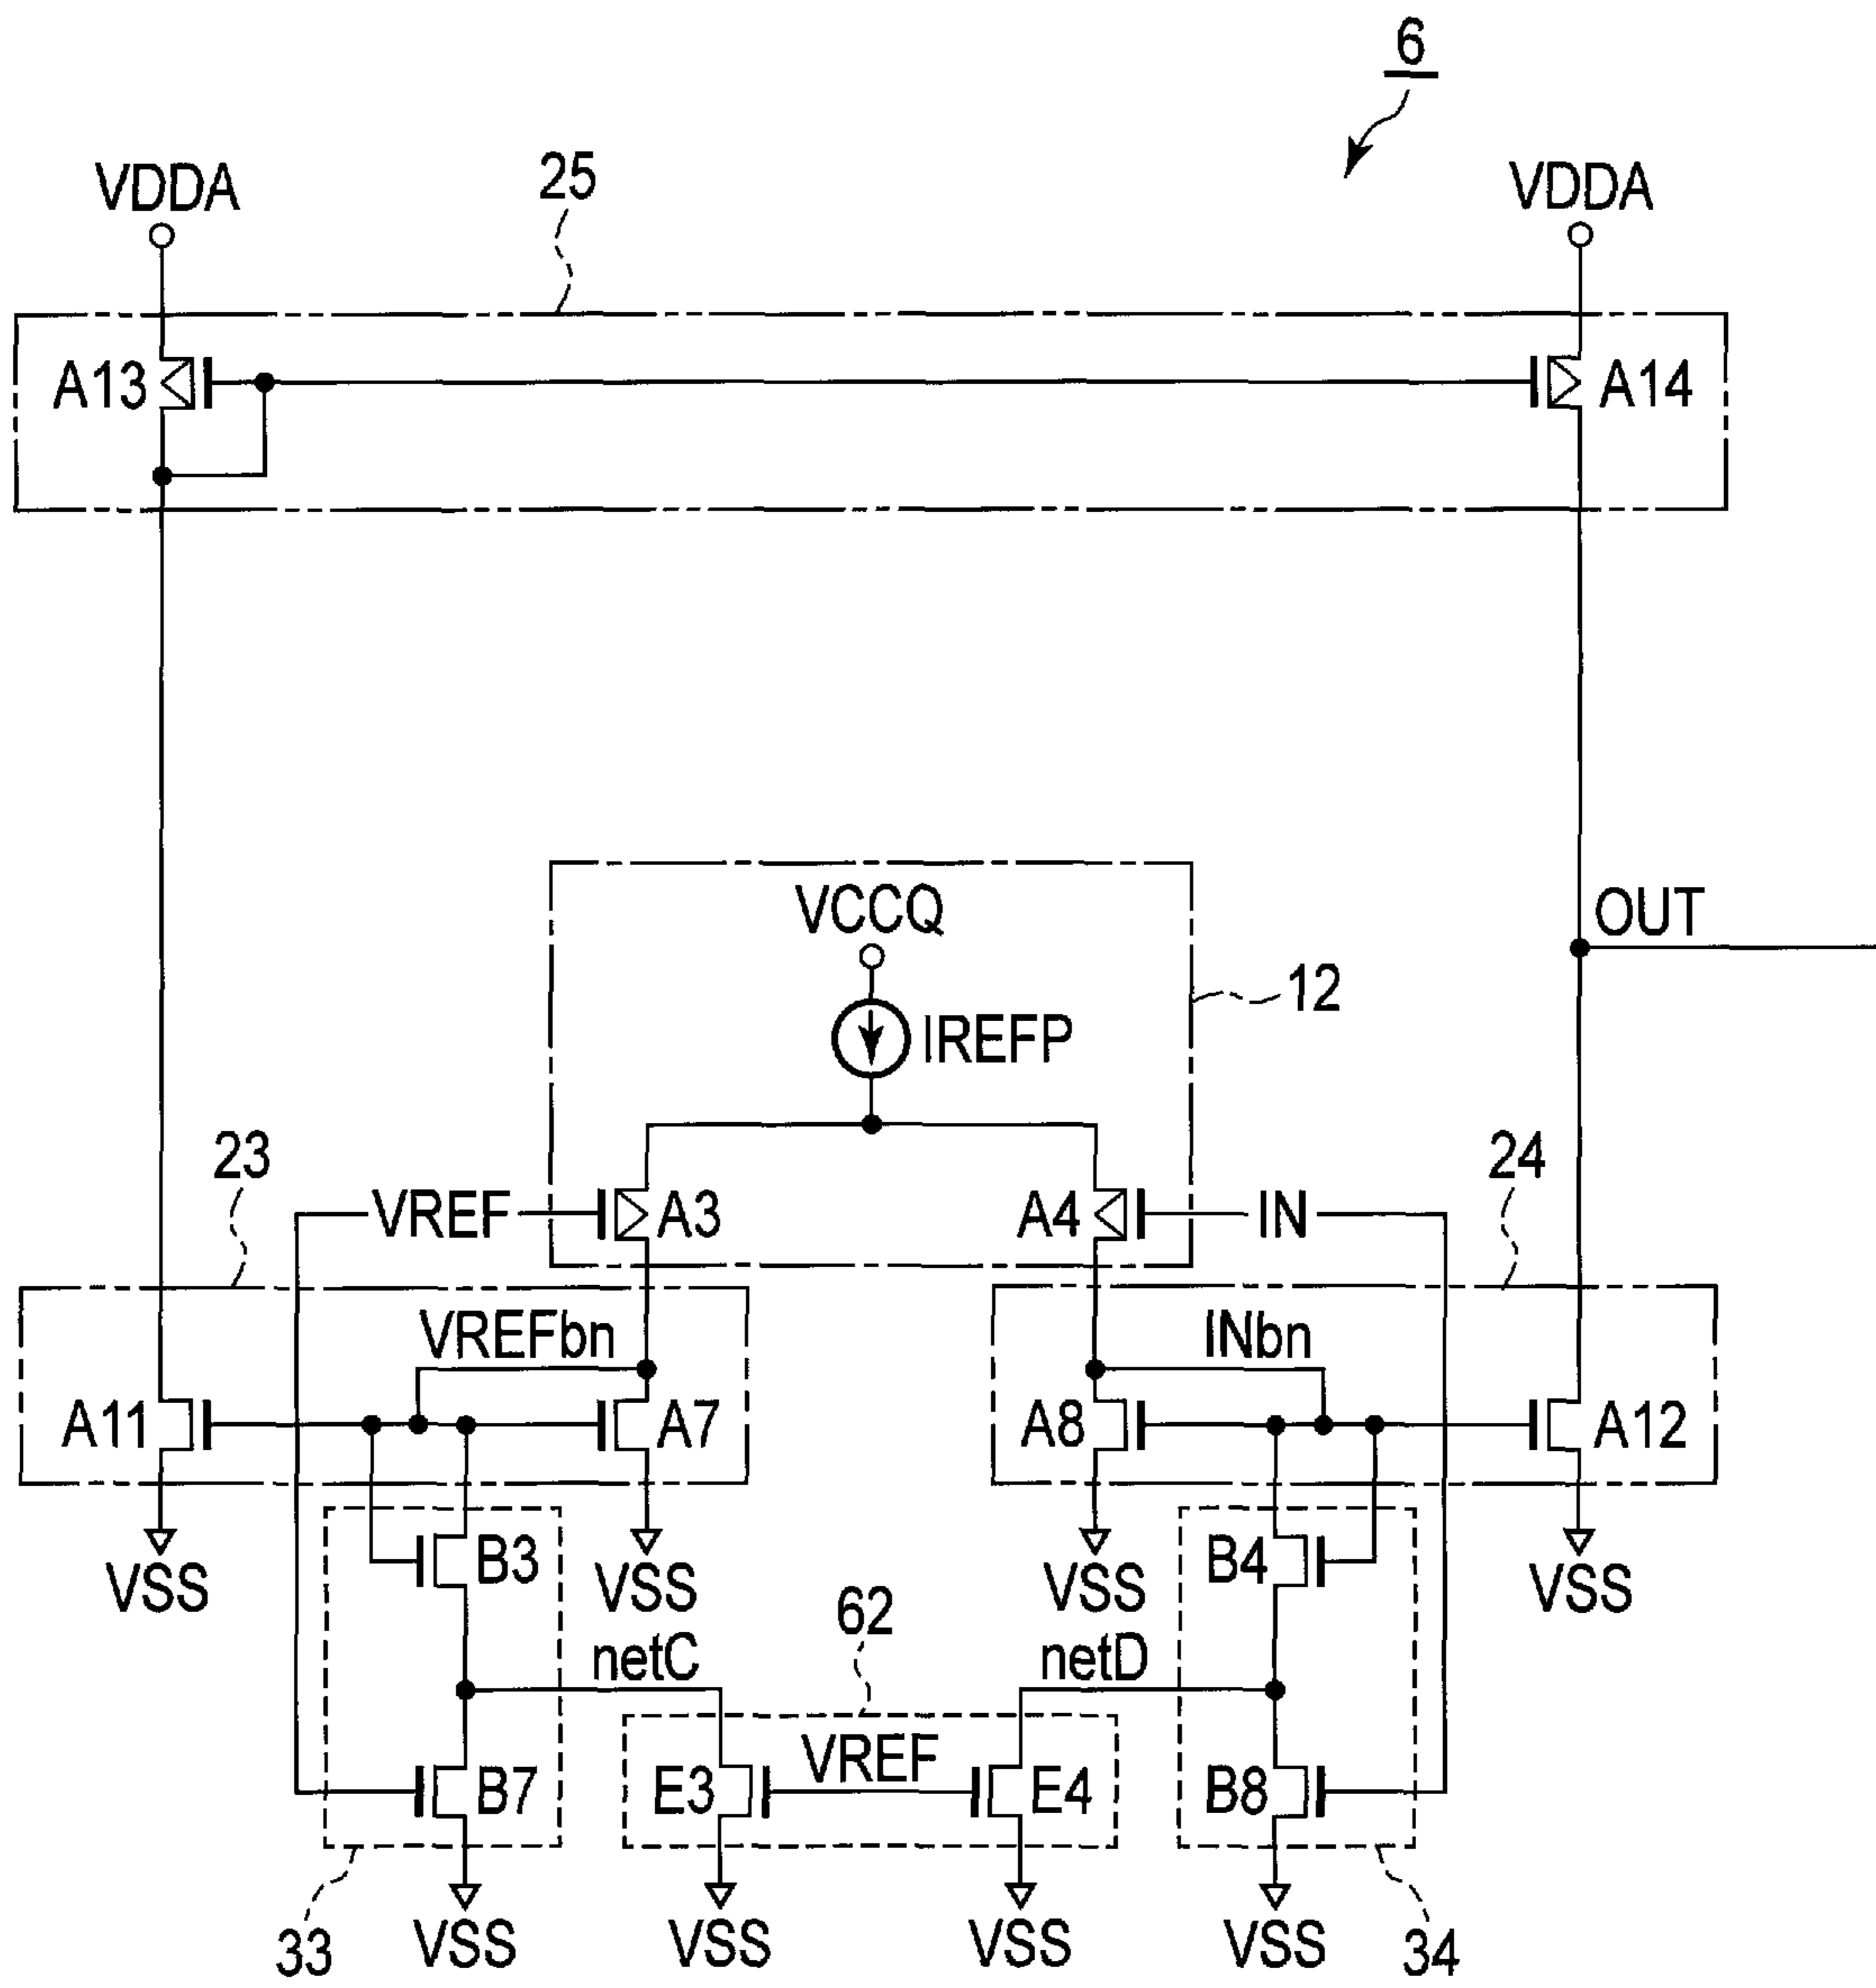 6
25
VDDA VDDA
A13 A14
VCCQ
OUT
12
IREFP
23 24
VREF A3 A4 IN
VREFbn INbn
A11 A7 A8 A12
B3 B4
VSS VSS VSS VSS
62
netC netD
VREF
B7 E3 E4 B8
VSS VSS VSS VSS
33 34